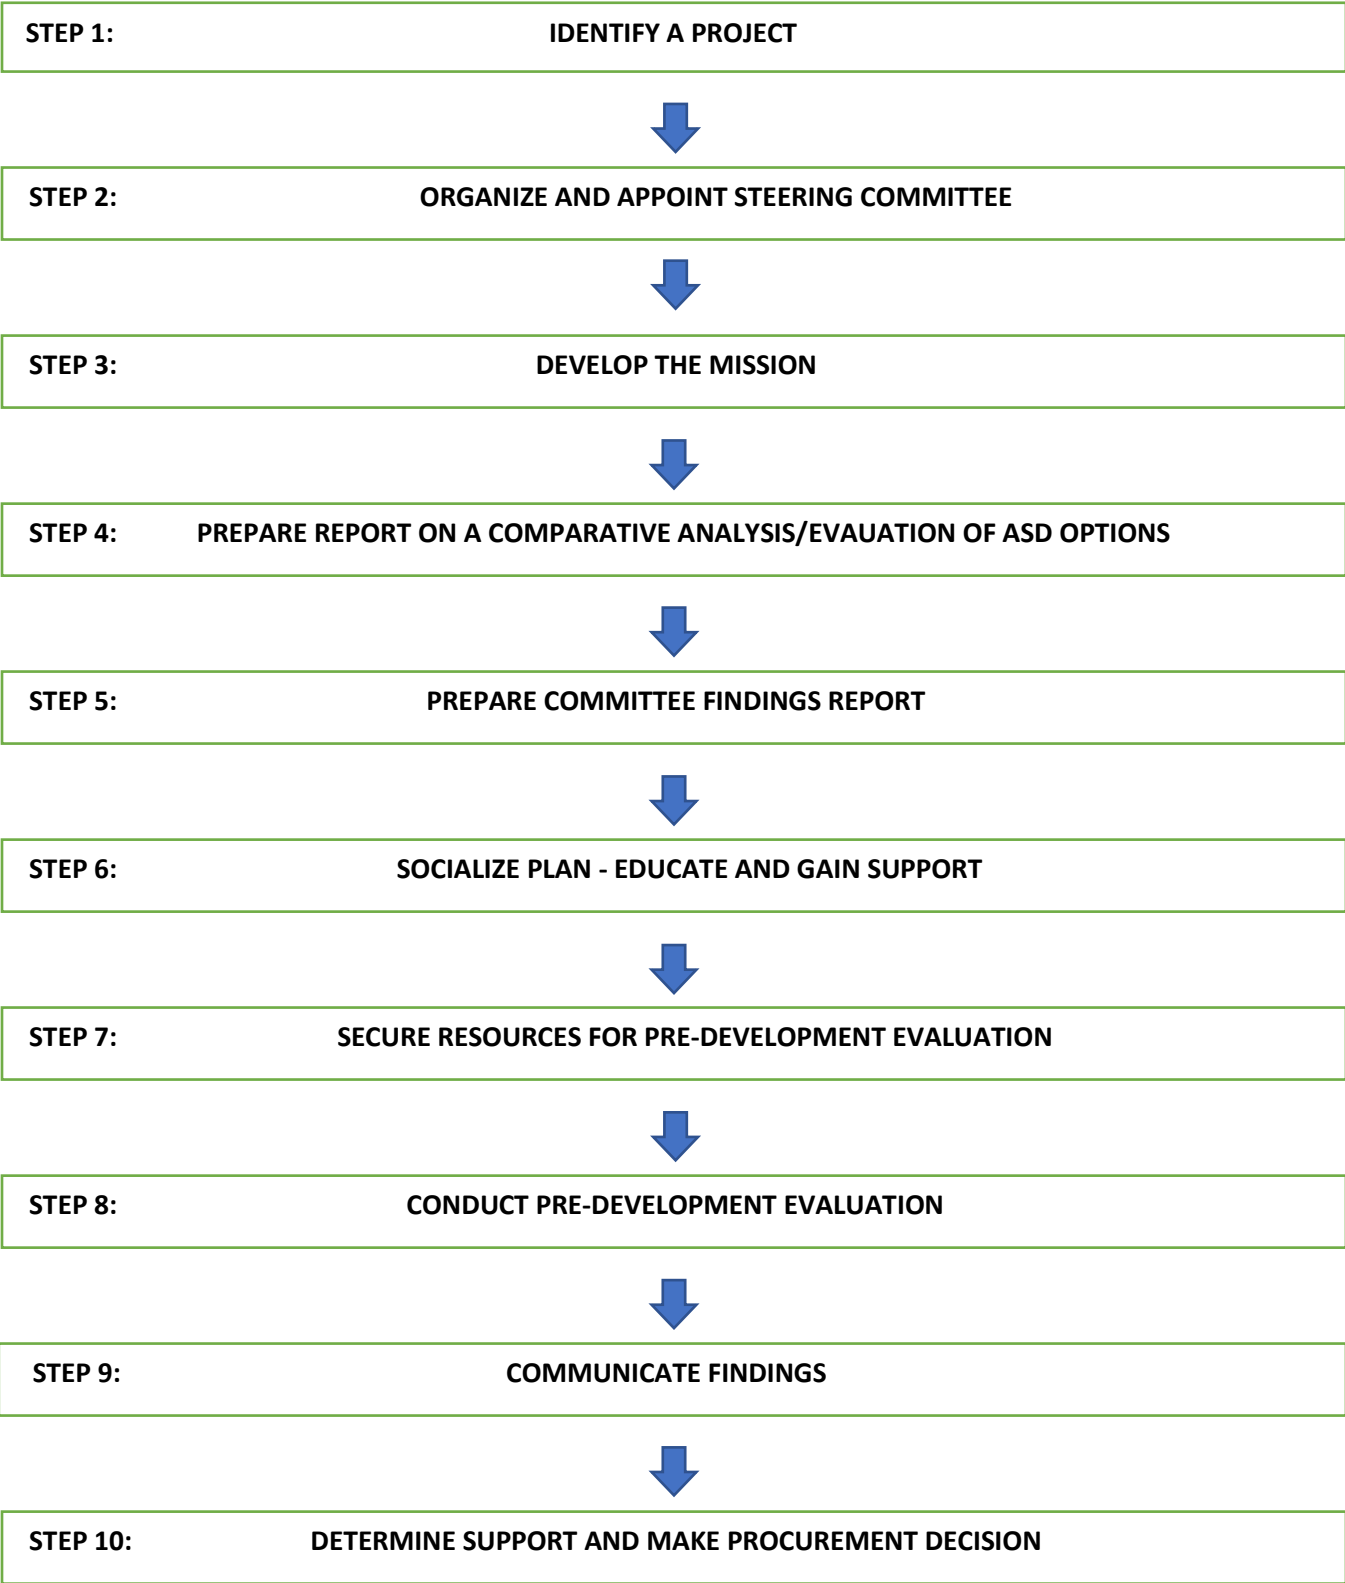 STEP 1: IDENTIFY A PROJECT
STEP 2: ORGANIZE AND APPOINT STEERING COMMITTEE
STEP 3: DEVELOP THE MISSION
STEP 4: PREPARE REPORT ON A COMPARATIVE ANALYSIS/EVAUATION OF ASD OPTIONS
STEP 5: PREPARE COMMITTEE FINDINGS REPORT
STEP 6: SOCIALIZE PLAN - EDUCATE AND GAIN SUPPORT
STEP 7: SECURE RESOURCES FOR PRE-DEVELOPMENT EVALUATION
STEP 8: CONDUCT PRE-DEVELOPMENT EVALUATION
STEP 9: COMMUNICATE FINDINGS
STEP 10: DETERMINE SUPPORT AND MAKE PROCUREMENT DECISION